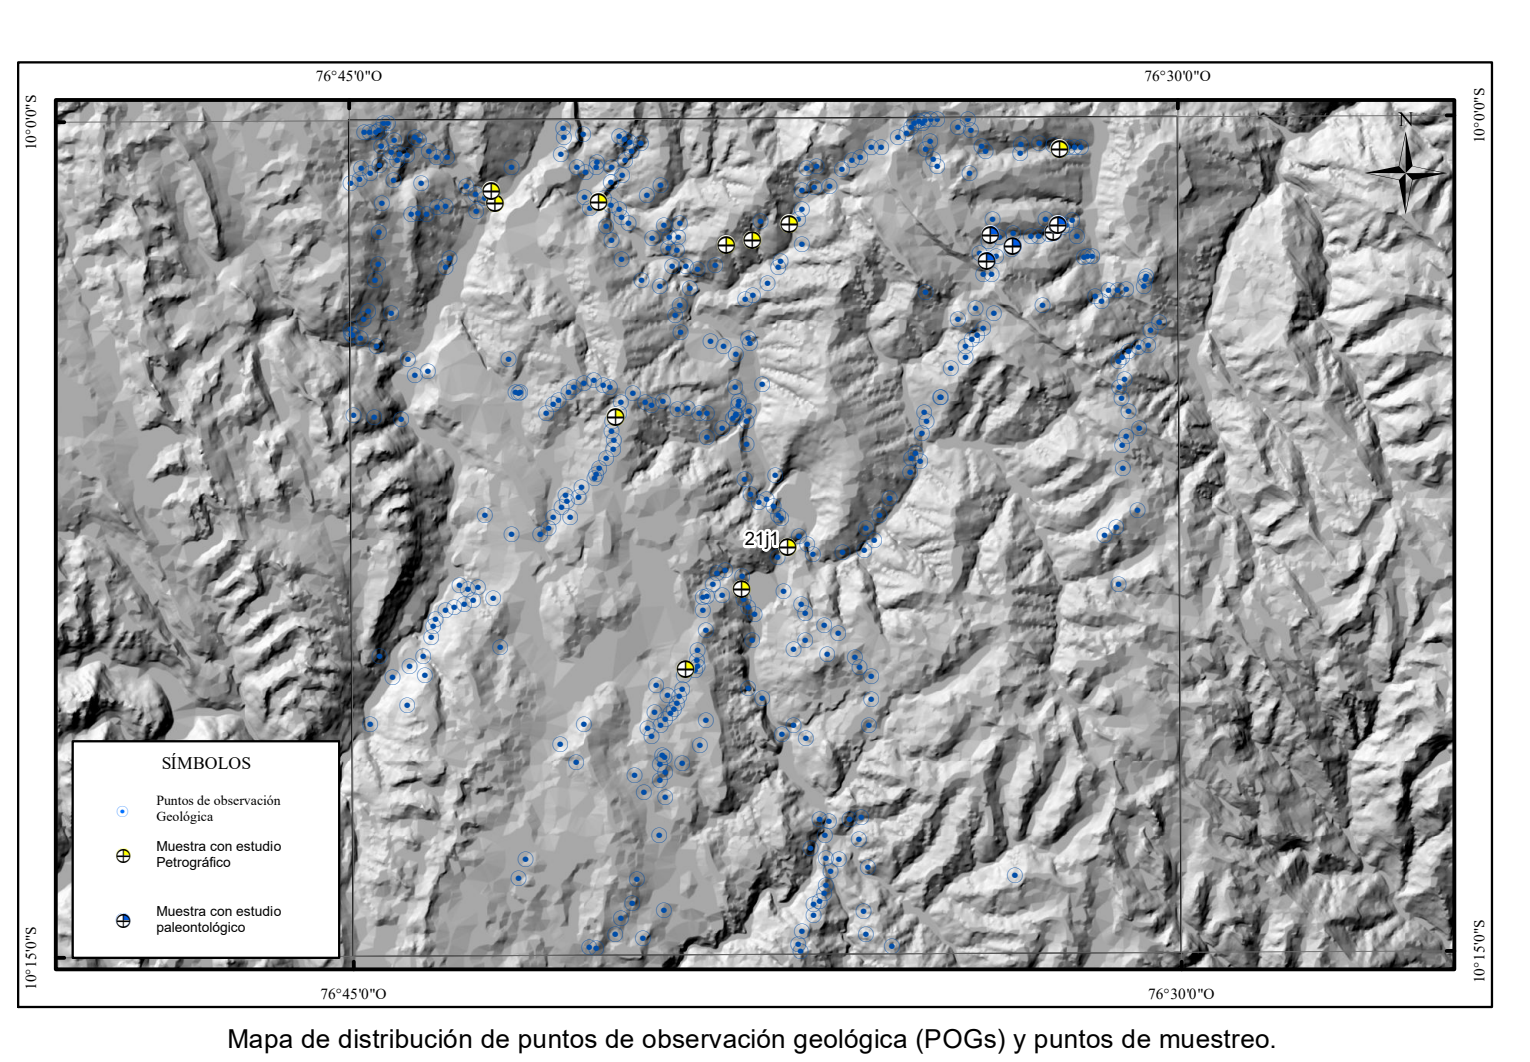 76°45'0"O
76°30'0"O
10°0'0"S
10°0'0"S
N
21j1
SÍMBOLOS
Puntos de observación
Geológica
Muestra con estudio
Petrográfico
Muestra con estudio
paleontológico
10°15'0"S
10°15'0"S
76°45'0"O
76°30'0"O
Mapa de distribución de puntos de observación geológica (POGs) y puntos de muestreo.